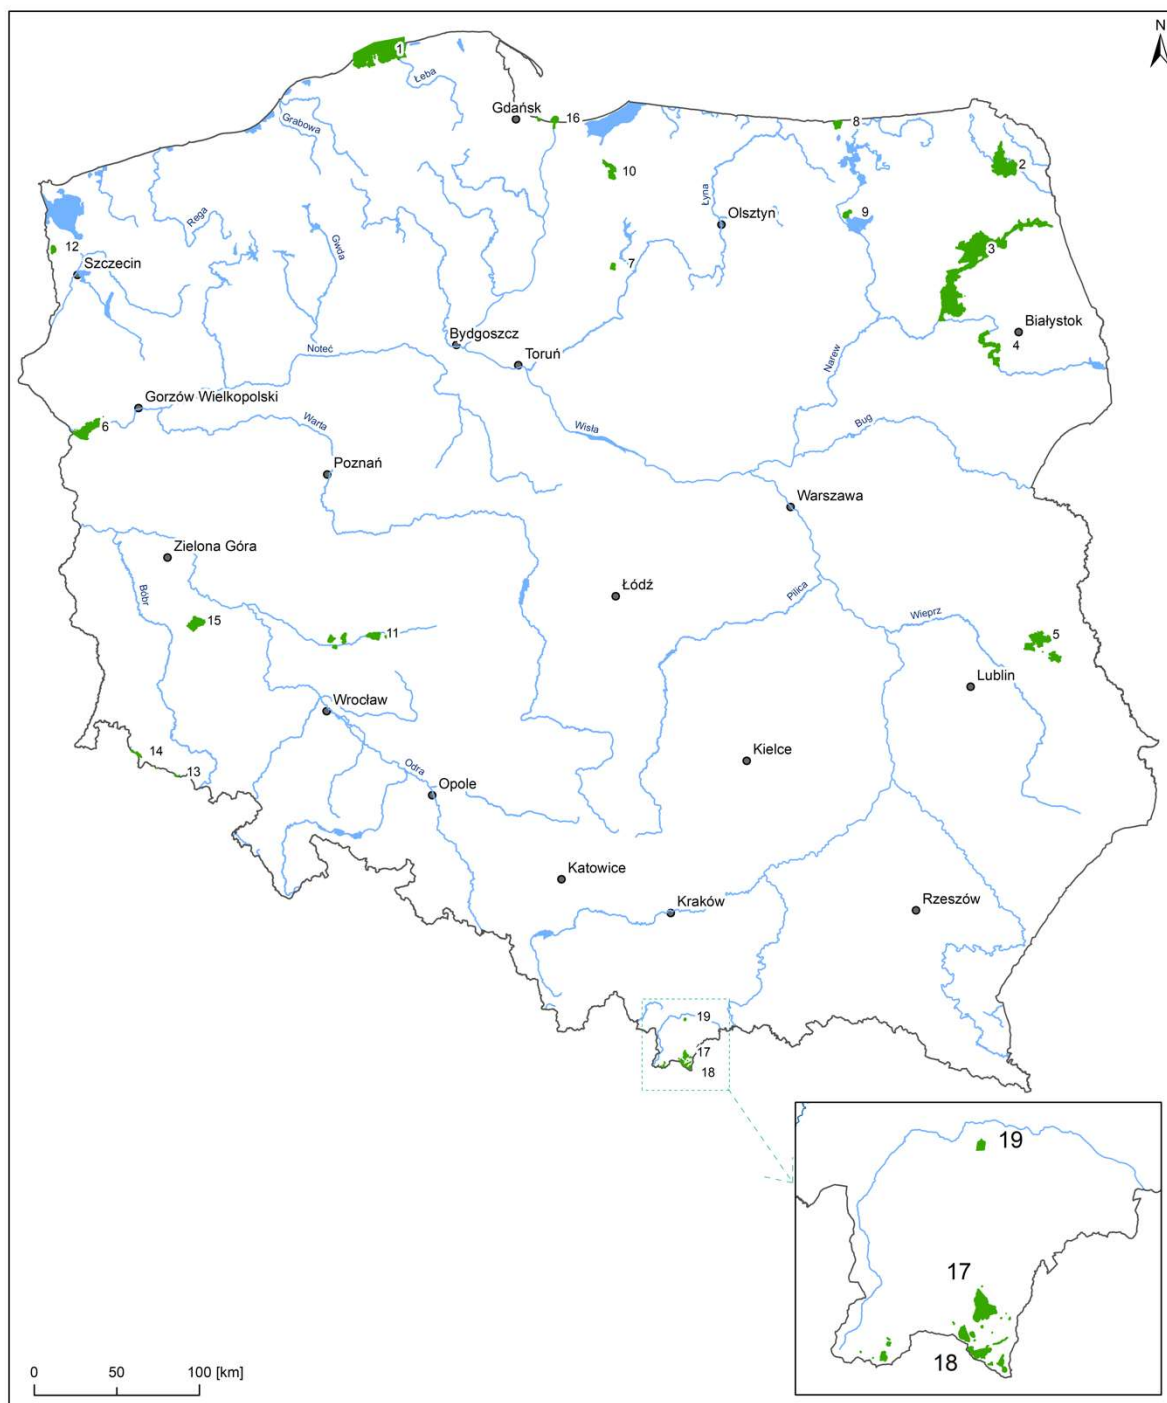 N
1
Łeba
Gdańsk
16
8
Grabowa
2
10
Łyna
Rega
Olsztyn
9
Gwda
12
3
Szczecin
7
Białystok
Bydgoszcz
4
Noteć
Toruń
Narew
Gorzów Wielkopolski
6
Warta
Wisła
Bug
Poznań
Warszawa
Zielona Góra
Łódź
Pilica
Bóbr
Wieprz
15
11
5
Lublin
Wrocław
14
Kielce
13
Odra
Opole
Katowice
Kraków
Rzeszów
19
17
18
19
17
18
0 50 100 [km]